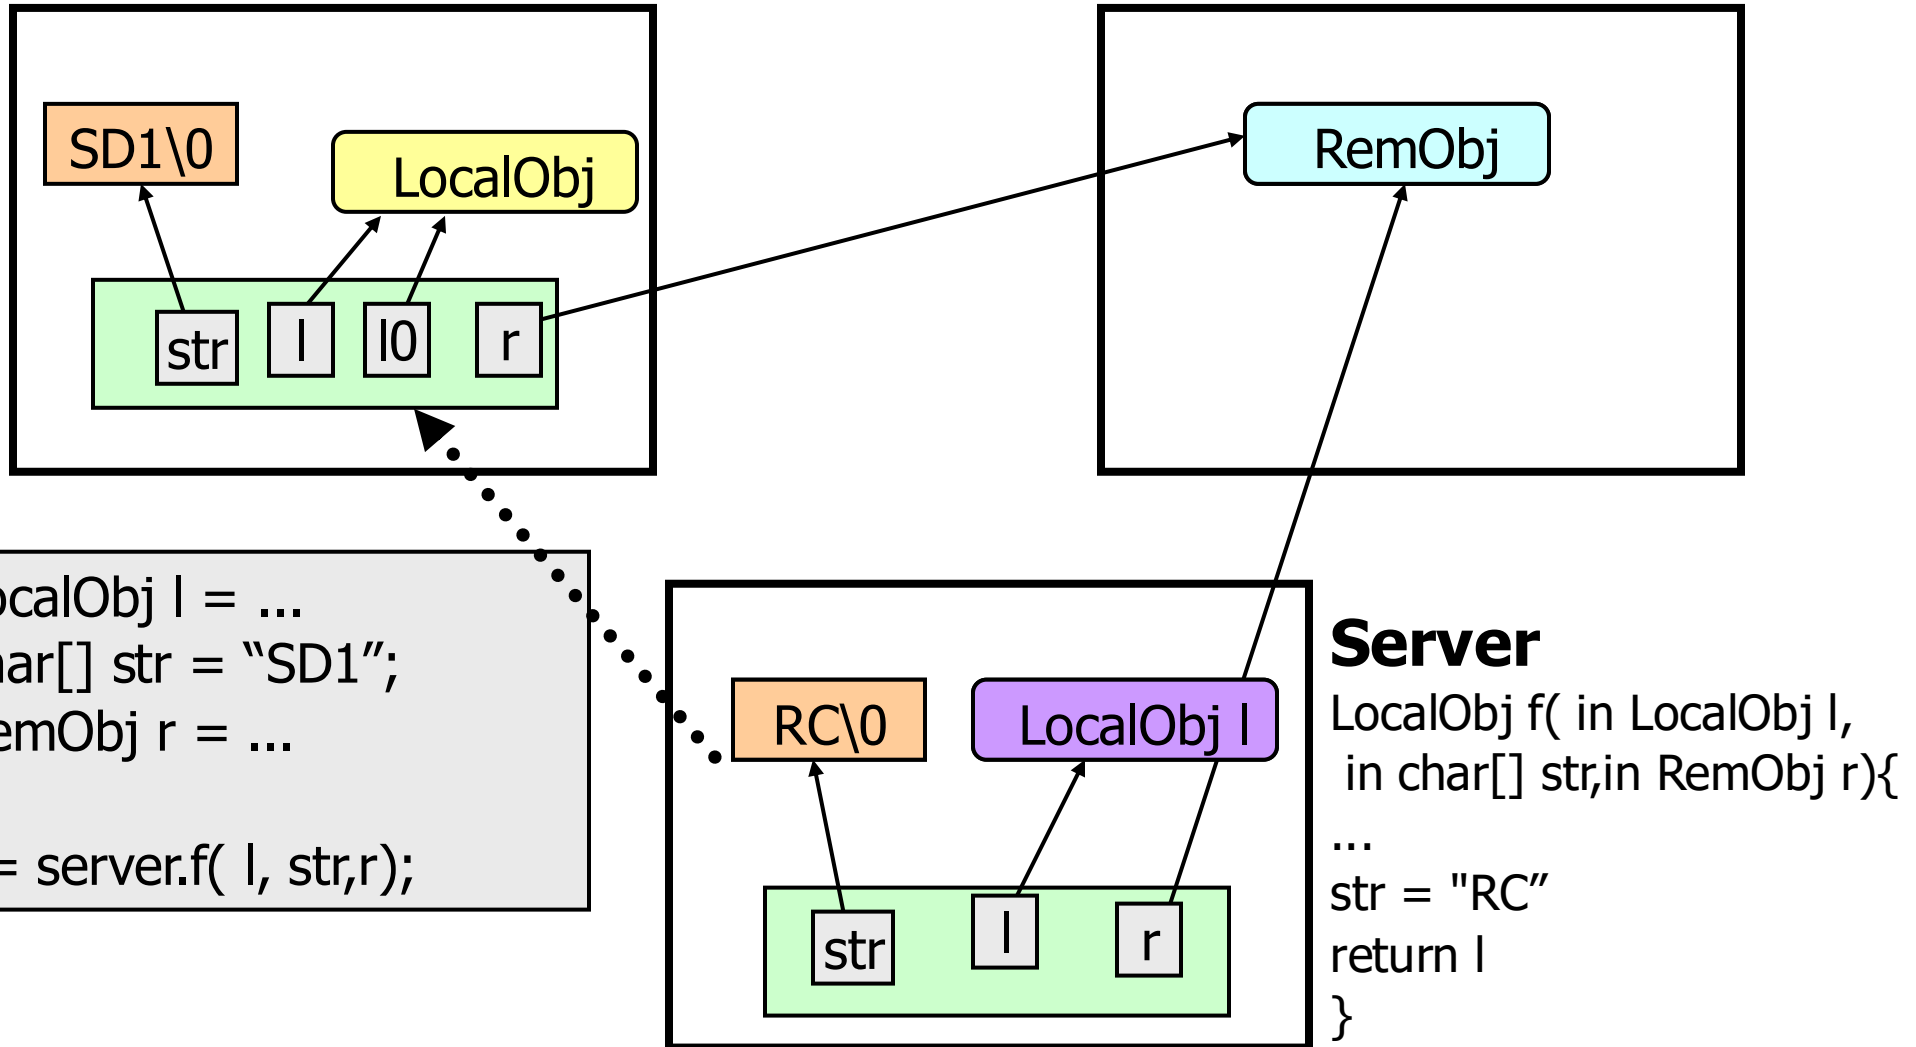 SD1\0
LocalObj
RemObj
str
l
l0
r
ocalObj l = ...
nar[] str = “SD1”;
emObj r = ...
= server.f( l, str,r);
RC\0
LocalObj l
str
l
r
Server
LocalObj f( in LocalObj l,
in char[] str,in RemObj r){
...
str = "RC”
return l
}